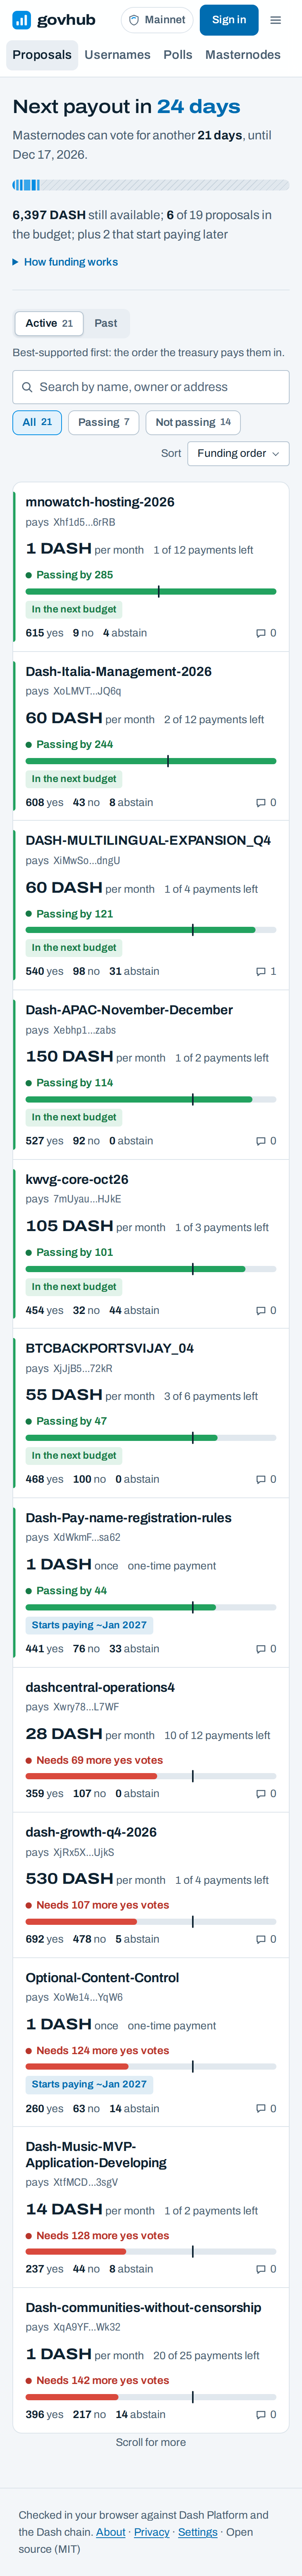 govhub
Mainnet
Sign in
Proposals Usernames Polls Masternodes
Next payout in 24 days
Masternodes can vote for another 21 days, until
Dec 17, 2026.
6,397 DASH still available; 6 of 19 proposals in
the budget; plus 2 that start paying later
How funding works
Active 21 Past
Best-supported first: the order the treasury pays them in.
Search by name, owner or address
All 21 Passing 7 Not passing 14
Sort Funding order
mnowatch-hosting-2026
pays Xhf1d5…6rRB
1 DASH per month 1 of 12 payments left
Passing by 285
In the next budget
615 yes 9 no 4 abstain 0
Dash-Italia-Management-2026
pays XoLMVT…JQ6q
60 DASH per month 2 of 12 payments left
Passing by 244
In the next budget
608 yes 43 no 8 abstain 0
DASH-MULTILINGUAL-EXPANSION_Q4
pays XiMwSo…dngU
60 DASH per month 1 of 4 payments left
Passing by 121
In the next budget
540 yes 98 no 31 abstain 1
Dash-APAC-November-December
pays Xebhp1…zabs
150 DASH per month 1 of 2 payments left
Passing by 114
In the next budget
527 yes 92 no 0 abstain 0
kwvg-core-oct26
pays 7mUyau…HJkE
105 DASH per month 1 of 3 payments left
Passing by 101
In the next budget
454 yes 32 no 44 abstain 0
BTCBACKPORTSVIJAY_04
pays XjJjB5…72kR
55 DASH per month 3 of 6 payments left
Passing by 47
In the next budget
468 yes 100 no 0 abstain 0
Dash-Pay-name-registration-rules
pays XdWkmF…sa62
1 DASH once one-time payment
Passing by 44
Starts paying ~Jan 2027
441 yes 76 no 33 abstain 0
dashcentral-operations4
pays Xwry78…L7WF
28 DASH per month 10 of 12 payments left
Needs 69 more yes votes
359 yes 107 no 0 abstain 0
dash-growth-q4-2026
pays XjRx5X…UjkS
530 DASH per month 1 of 4 payments left
Needs 107 more yes votes
692 yes 478 no 5 abstain 0
Optional-Content-Control
pays XoWe14…YqW6
1 DASH once one-time payment
Needs 124 more yes votes
Starts paying ~Jan 2027
260 yes 63 no 14 abstain 0
Dash-Music-MVP-
Application-Developing
pays XtfMCD…3sgV
14 DASH per month 1 of 2 payments left
Needs 128 more yes votes
237 yes 44 no 8 abstain 0
Dash-communities-without-censorship
pays XqA9YF…Wk32
1 DASH per month 20 of 25 payments left
Needs 142 more yes votes
396 yes 217 no 14 abstain 0
Scroll for more
Checked in your browser against Dash Platform and
the Dash chain. About · Privacy · Settings · Open
source (MIT)